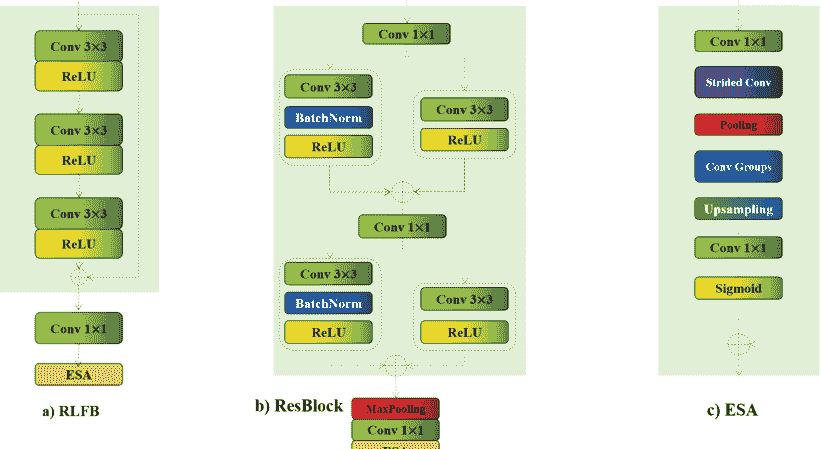 Conv 3×3
ReLU
Conv 3×3
ReLU
Conv 3×3
ReLU
Conv 1×1
ESA
a) RLFB
Conv 1×1
Conv 3×3
BatchNorm
ReLU
Conv 3×3
ReLU
Conv 1×1
Conv 3×3
BatchNorm
ReLU
Conv 3×3
ReLU
MaxPooling
Conv 1×1
b) ResBlock
Conv 1×1
Strided Conv
Pooling
Conv Groups
Upsampling
Conv 1×1
Sigmoid
c) ESA